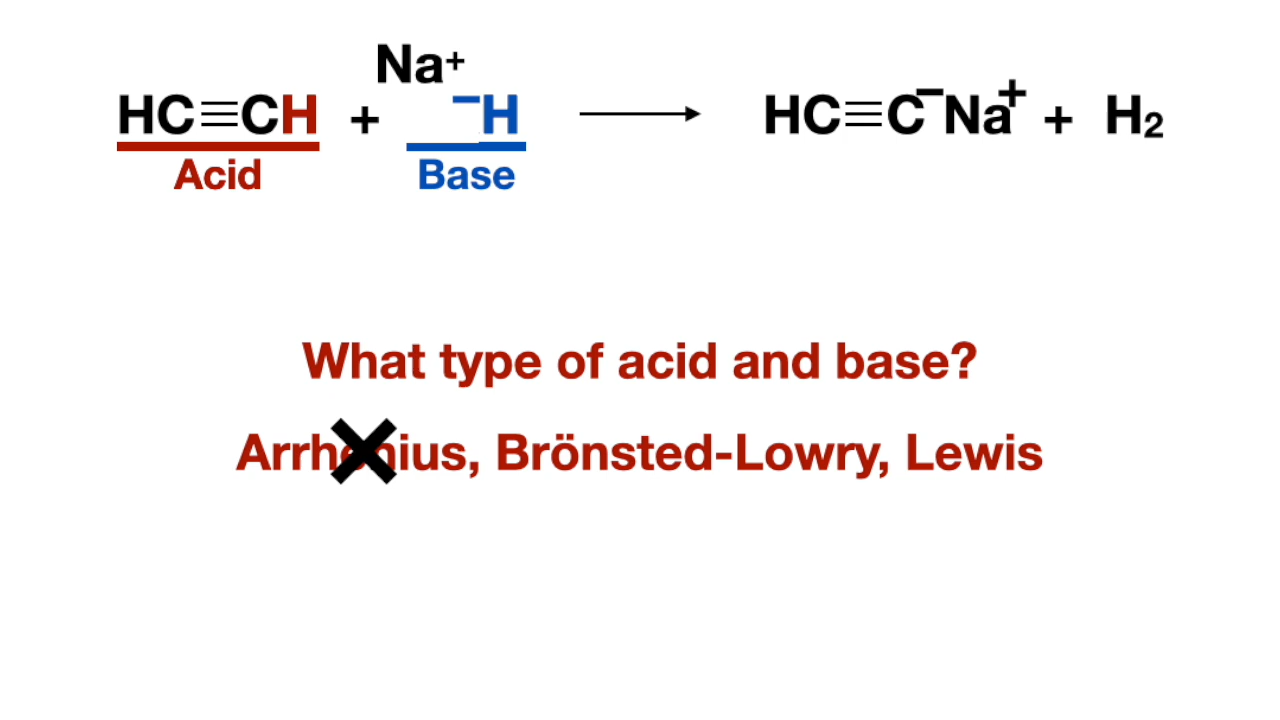 Na⁺
HC≡CH + ⁻H ⟶ HC≡C⁻Na⁺ + H₂
Acid Base
What type of acid and base?
Arrhenius, Brönsted-Lowry, Lewis